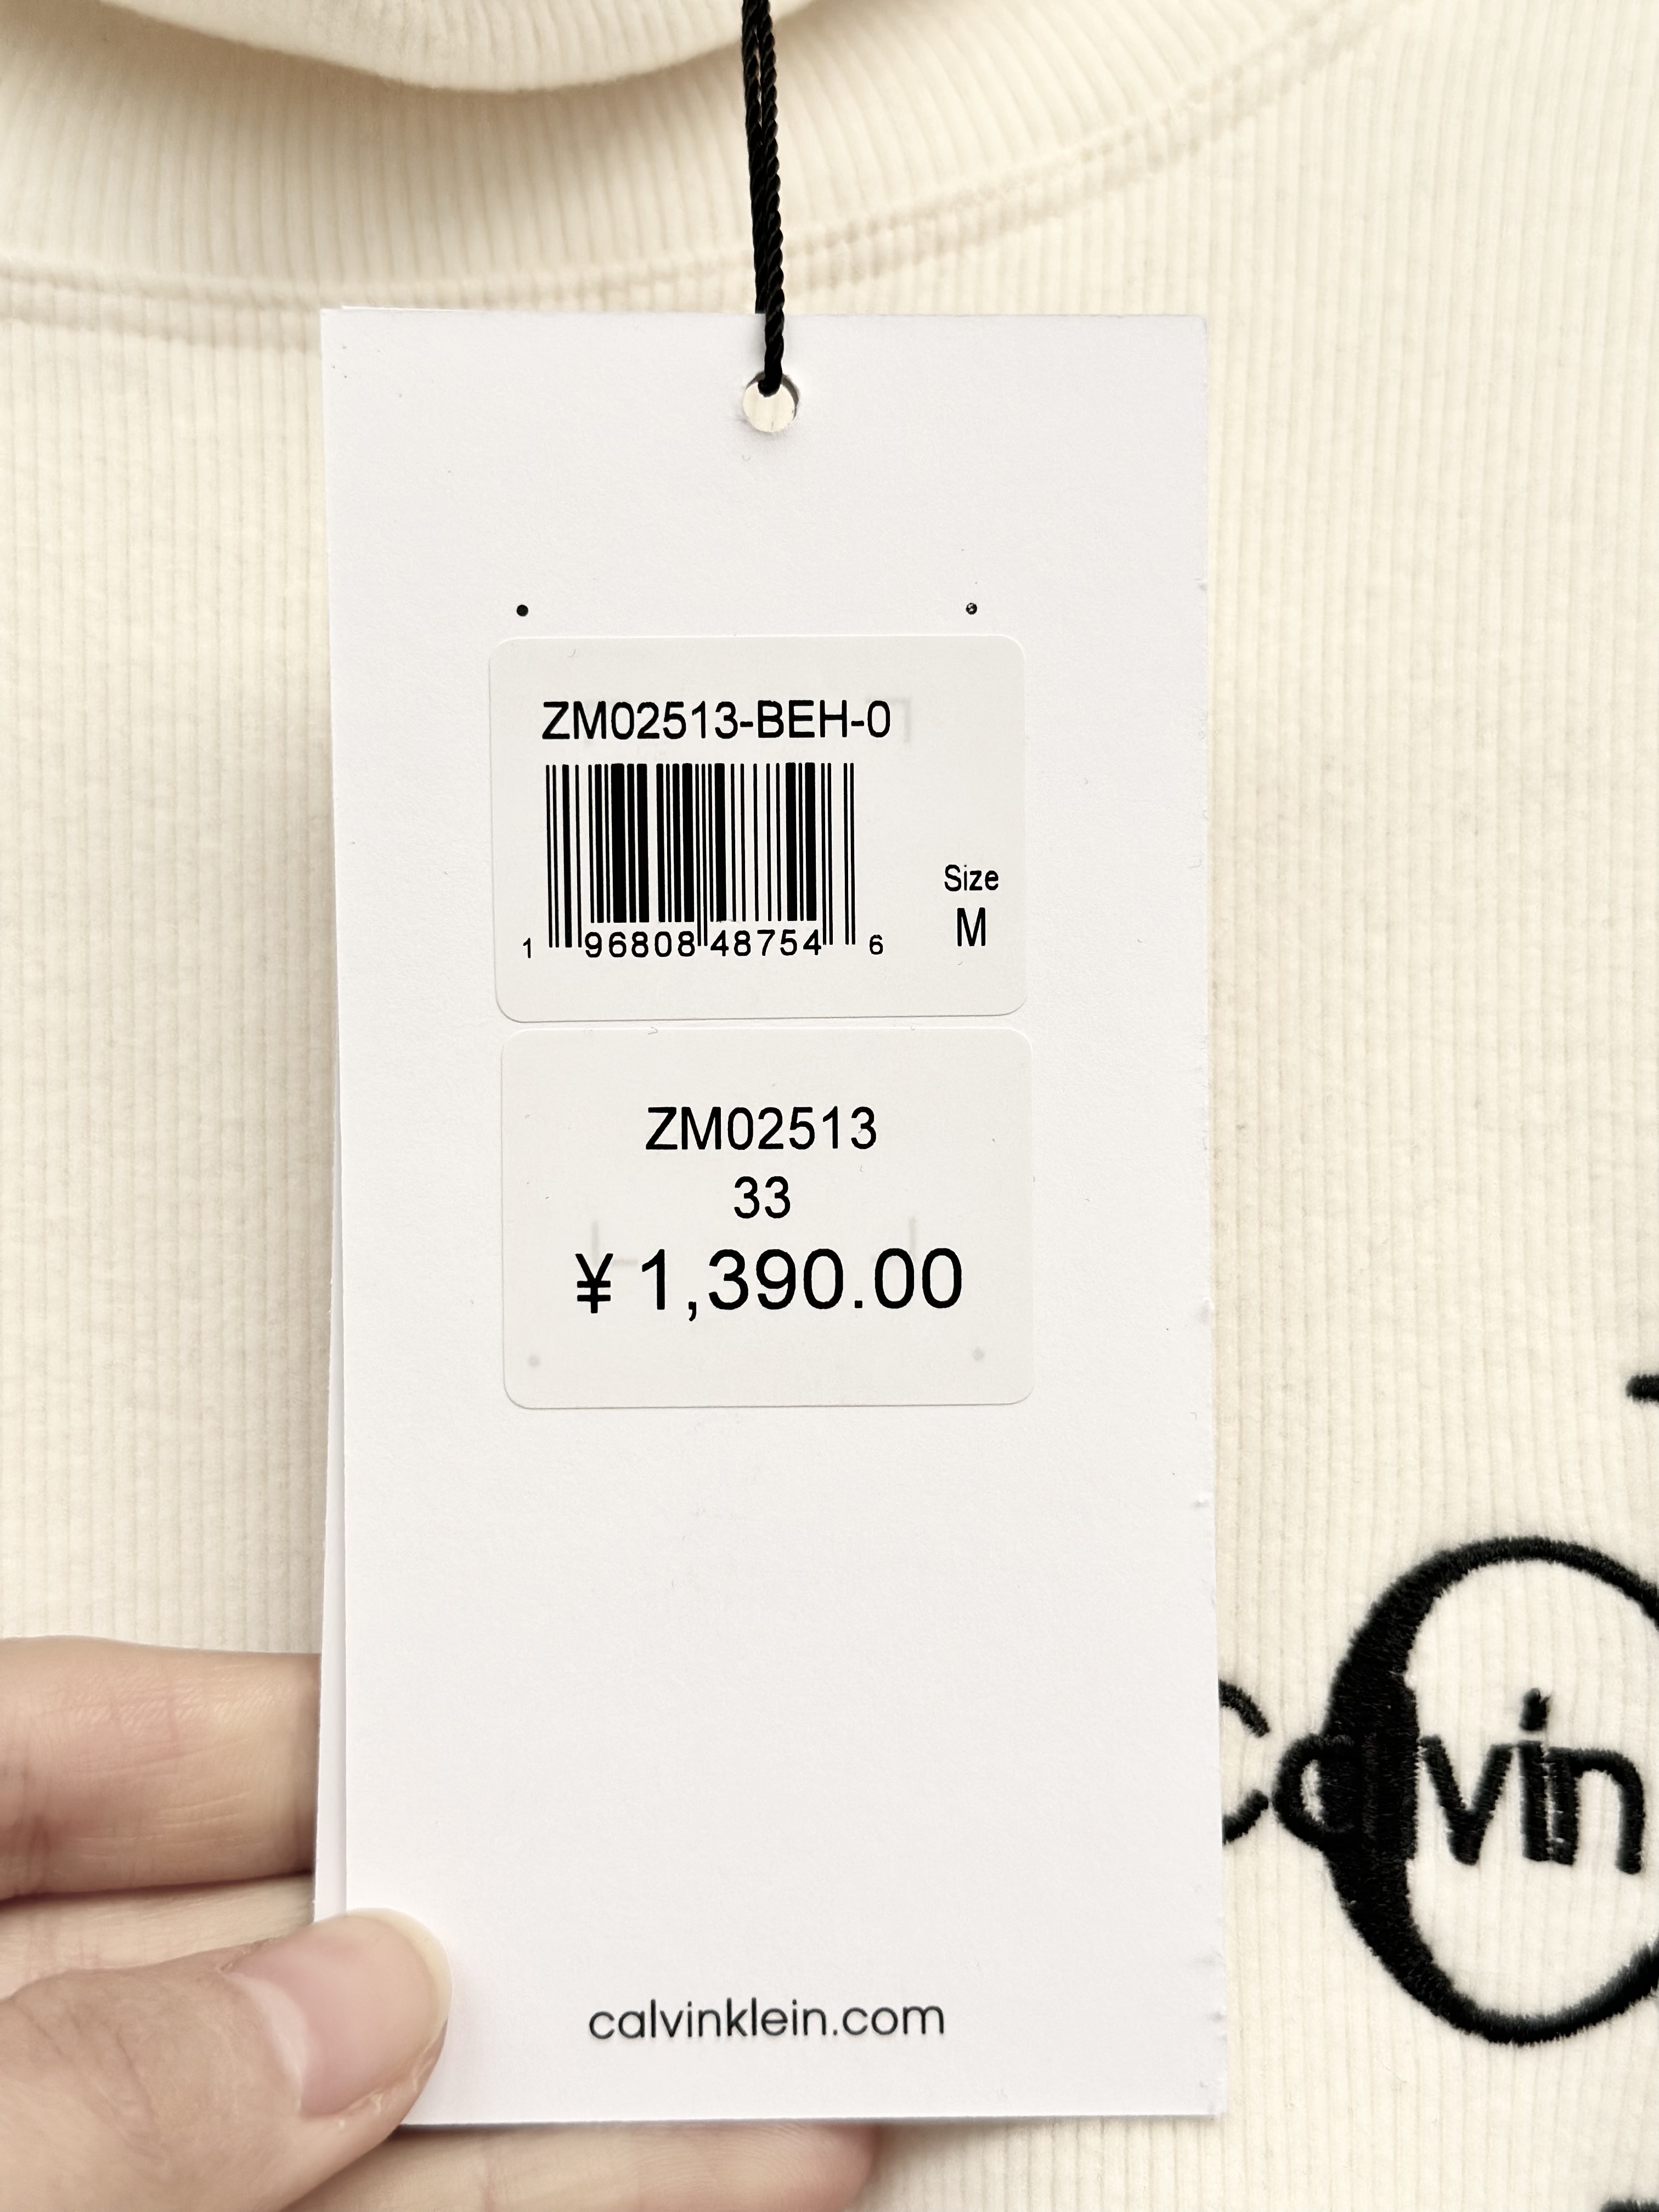 ZM02513-BEH-0
1 96808 48754 6
Size
M
ZM02513
33
¥ 1,390.00
Calvin
calvinklein.com